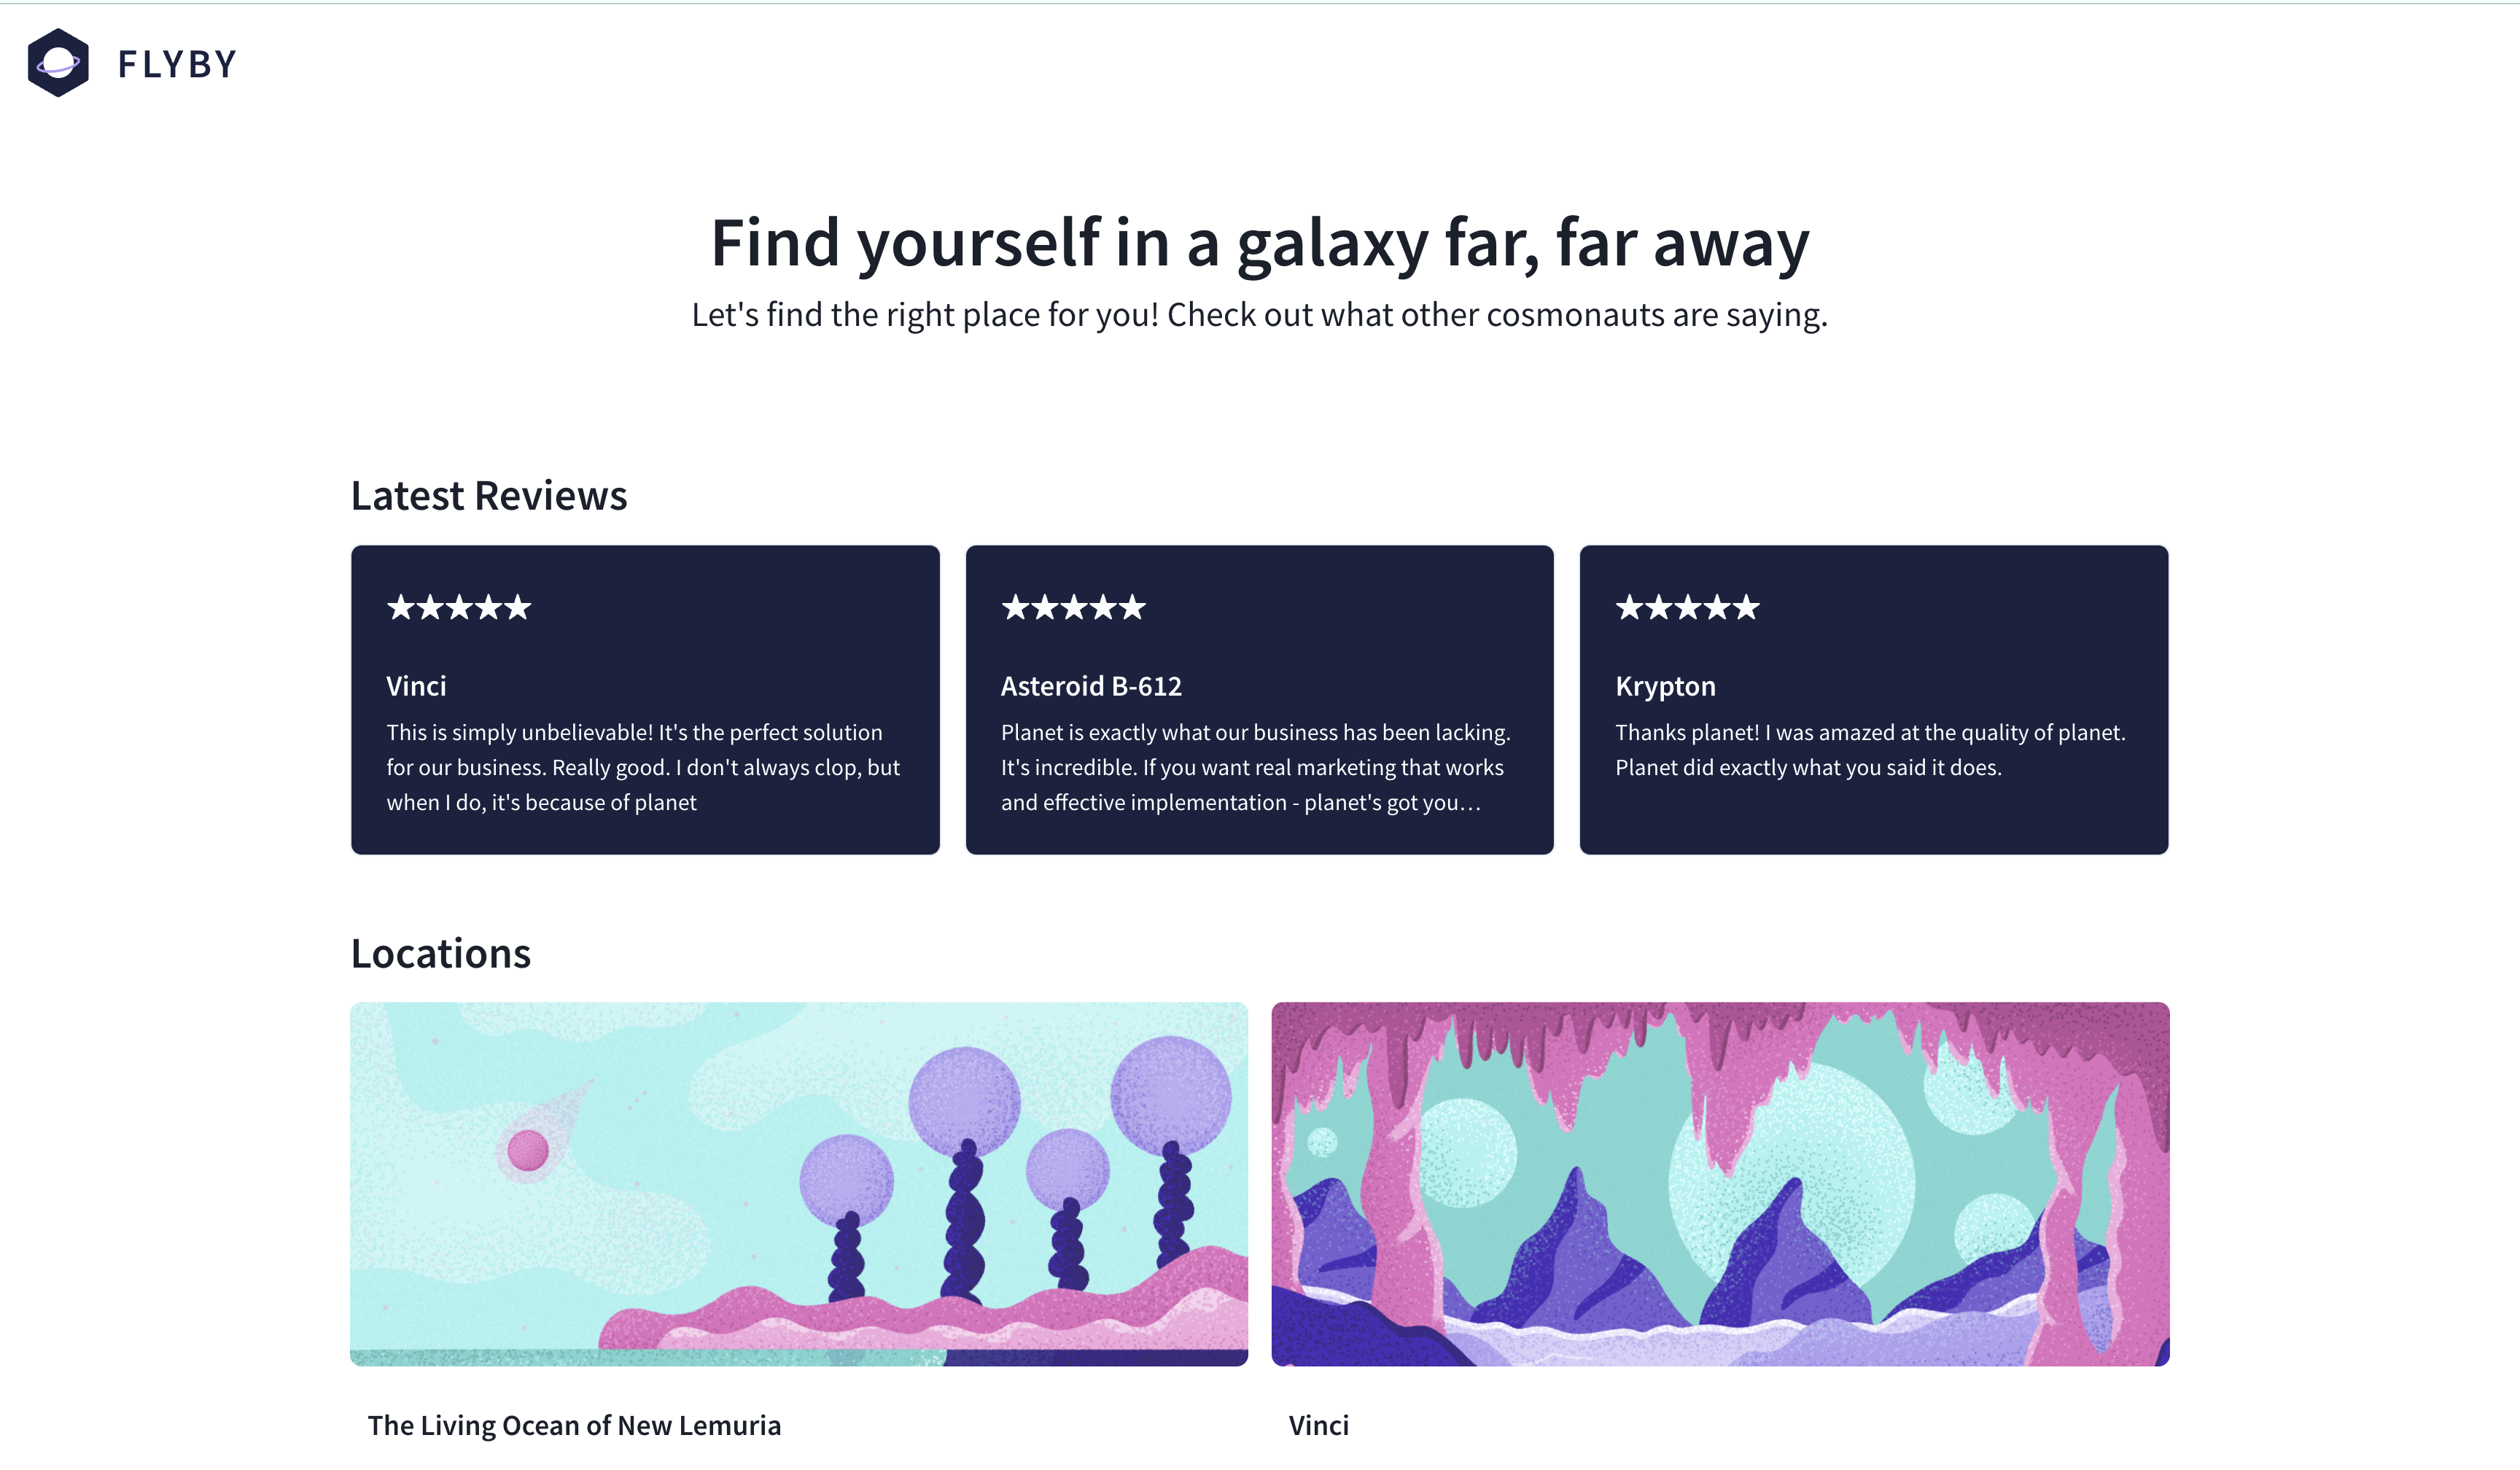 FLYBY
Find yourself in a galaxy far, far away
Let's find the right place for you! Check out what other cosmonauts are saying.
Latest Reviews
★★★★★
Vinci
This is simply unbelievable! It's the perfect solution
for our business. Really good. I don't always clop, but
when I do, it's because of planet
★★★★★
Asteroid B-612
Planet is exactly what our business has been lacking.
It's incredible. If you want real marketing that works
and effective implementation - planet's got you…
★★★★★
Krypton
Thanks planet! I was amazed at the quality of planet.
Planet did exactly what you said it does.
Locations
The Living Ocean of New Lemuria
Vinci